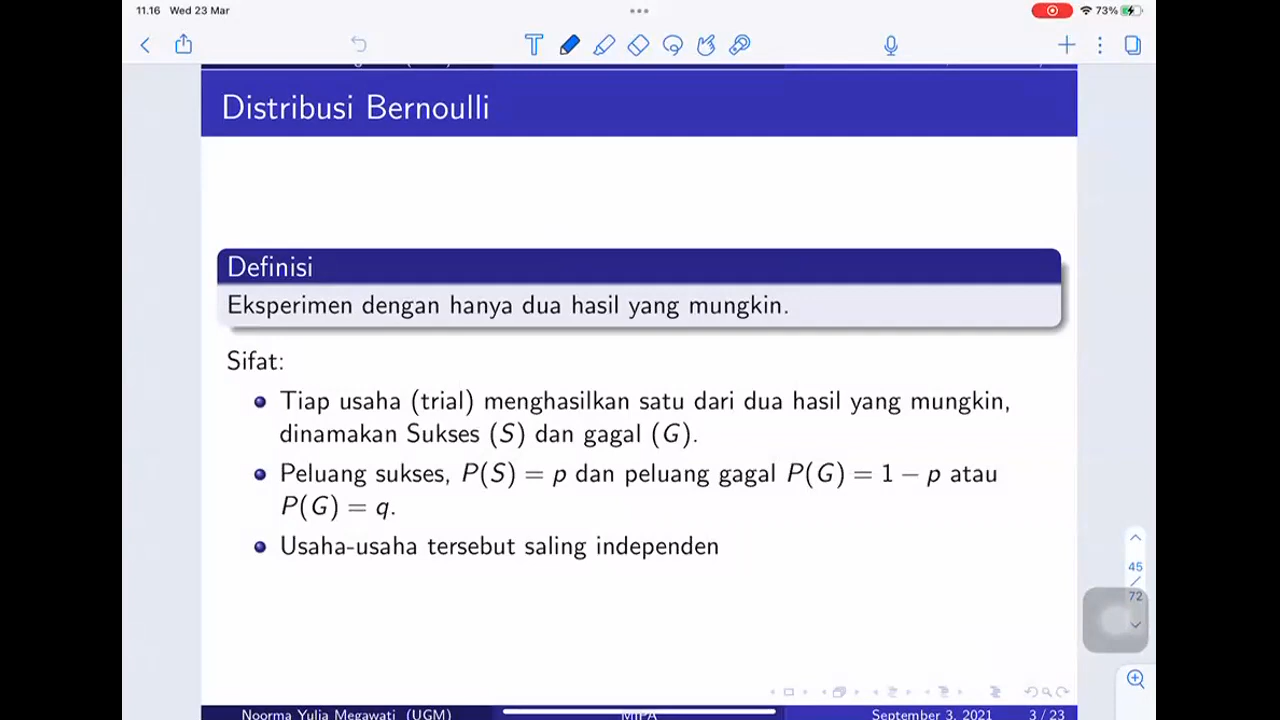 11.16 Wed 23 Mar
73%
Distribusi Bernoulli
Definisi
Eksperimen dengan hanya dua hasil yang mungkin.
Sifat:
Tiap usaha (trial) menghasilkan satu dari dua hasil yang mungkin,
dinamakan Sukses (S) dan gagal (G).
Peluang sukses, P(S) = p dan peluang gagal P(G) = 1 − p atau
P(G) = q.
Usaha-usaha tersebut saling independen
45
/
72
Noorma Yulia Megawati (UGM)
MIPA
September 3, 2021
3 / 23